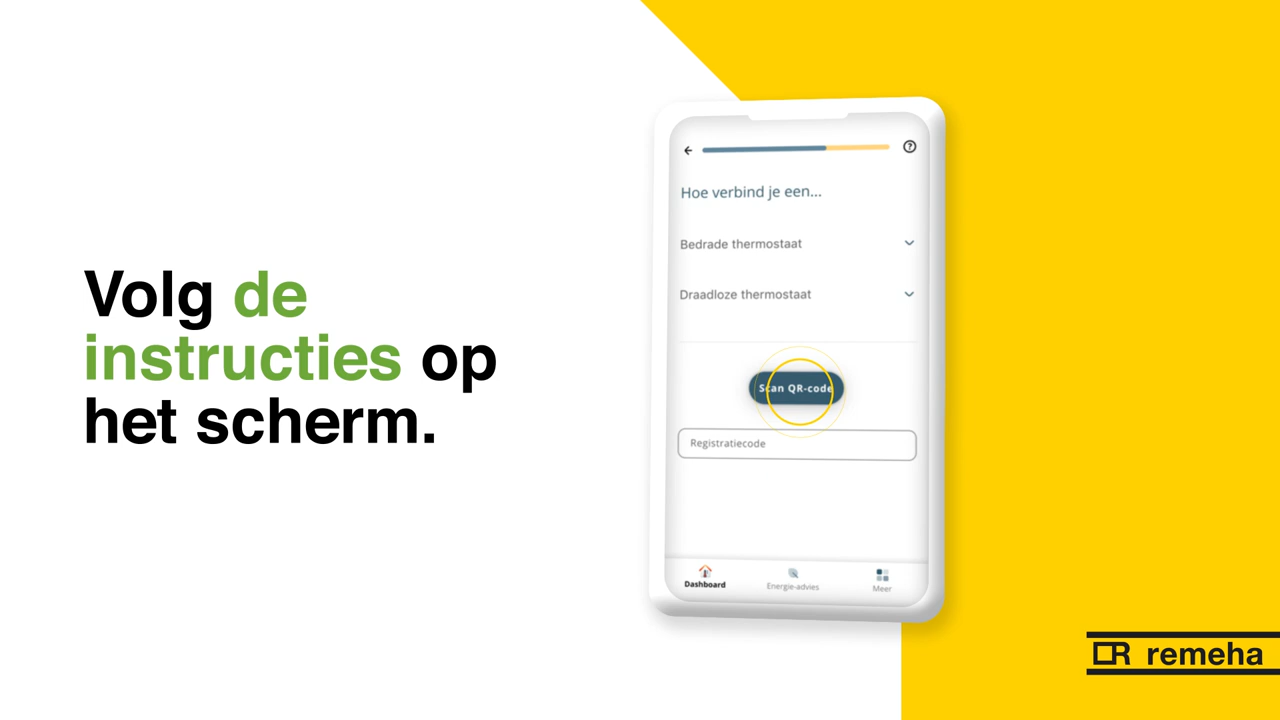 Volg de
instructies op
het scherm.
Hoe verbind je een...
Bedrade thermostaat
Draadloze thermostaat
Scan QR-code
Registratiecode
Dashboard
Energie-advies
Meer
remeha